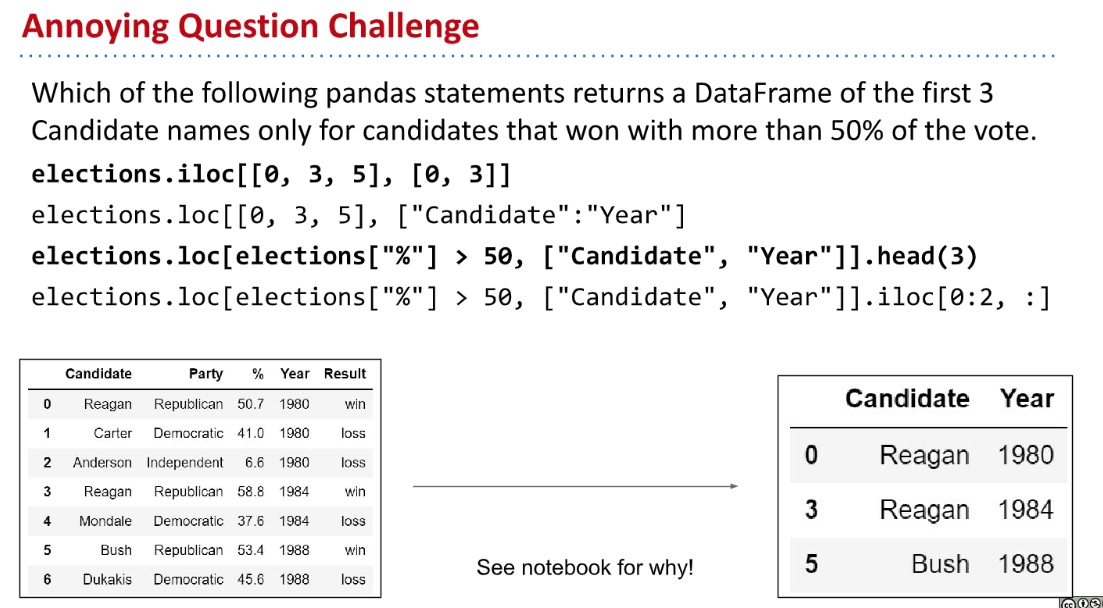 Annoying Question Challenge
Which of the following pandas statements returns a DataFrame of the first 3
Candidate names only for candidates that won with more than 50% of the vote.
elections.iloc[[0, 3, 5], [0, 3]]
elections.loc[[0, 3, 5], ["Candidate":"Year"]
elections.loc[elections["%"] > 50, ["Candidate", "Year"]].head(3)
elections.loc[elections["%"] > 50, ["Candidate", "Year"]].iloc[0:2, :]
Candidate Party % Year Result
0 Reagan Republican 50.7 1980 win
1 Carter Democratic 41.0 1980 loss
2 Anderson Independent 6.6 1980 loss
3 Reagan Republican 58.8 1984 win
4 Mondale Democratic 37.6 1984 loss
5 Bush Republican 53.4 1988 win
6 Dukakis Democratic 45.6 1988 loss
See notebook for why!
Candidate Year
0 Reagan 1980
3 Reagan 1984
5 Bush 1988
cc